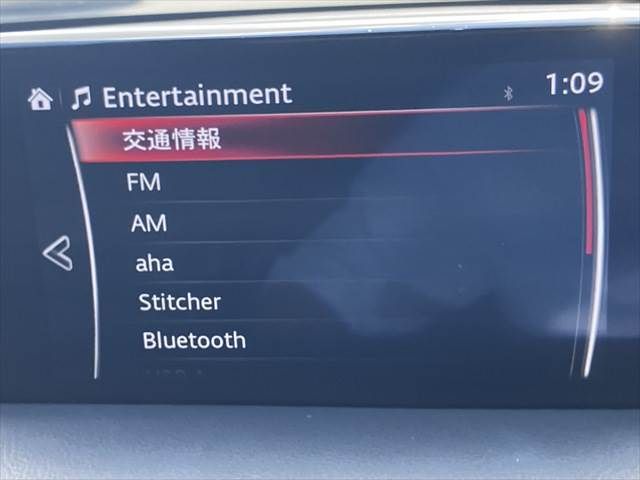 Entertainment
1:09
交通情報
FM
AM
aha
Stitcher
Bluetooth